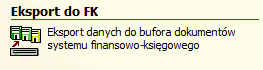 Eksport do FK
Eksport danych do bufora dokumentów
systemu finansowo-księgowego